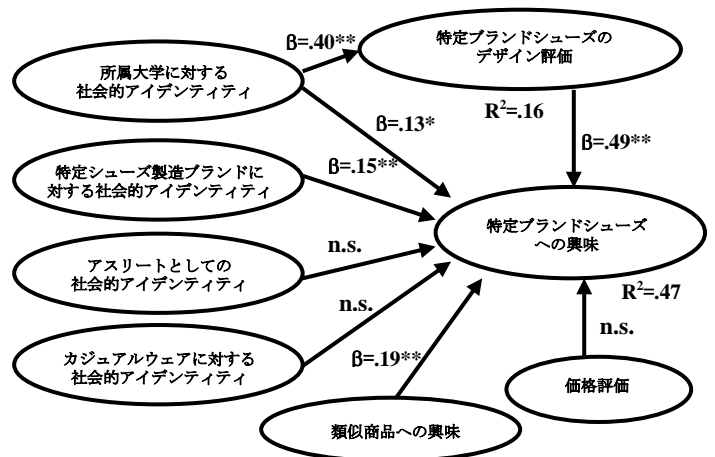 所属大学に対する
社会的アイデンティティ
β=.40**
特定ブランドシューズの
デザイン評価
R²=.16
β=.13*
β=.49**
特定シューズ製造ブランドに
対する社会的アイデンティティ
β=.15**
特定ブランドシューズ
への興味
R²=.47
アスリートとしての
社会的アイデンティティ
n.s.
カジュアルウェアに対する
社会的アイデンティティ
n.s.
β=.19**
類似商品への興味
n.s.
価格評価